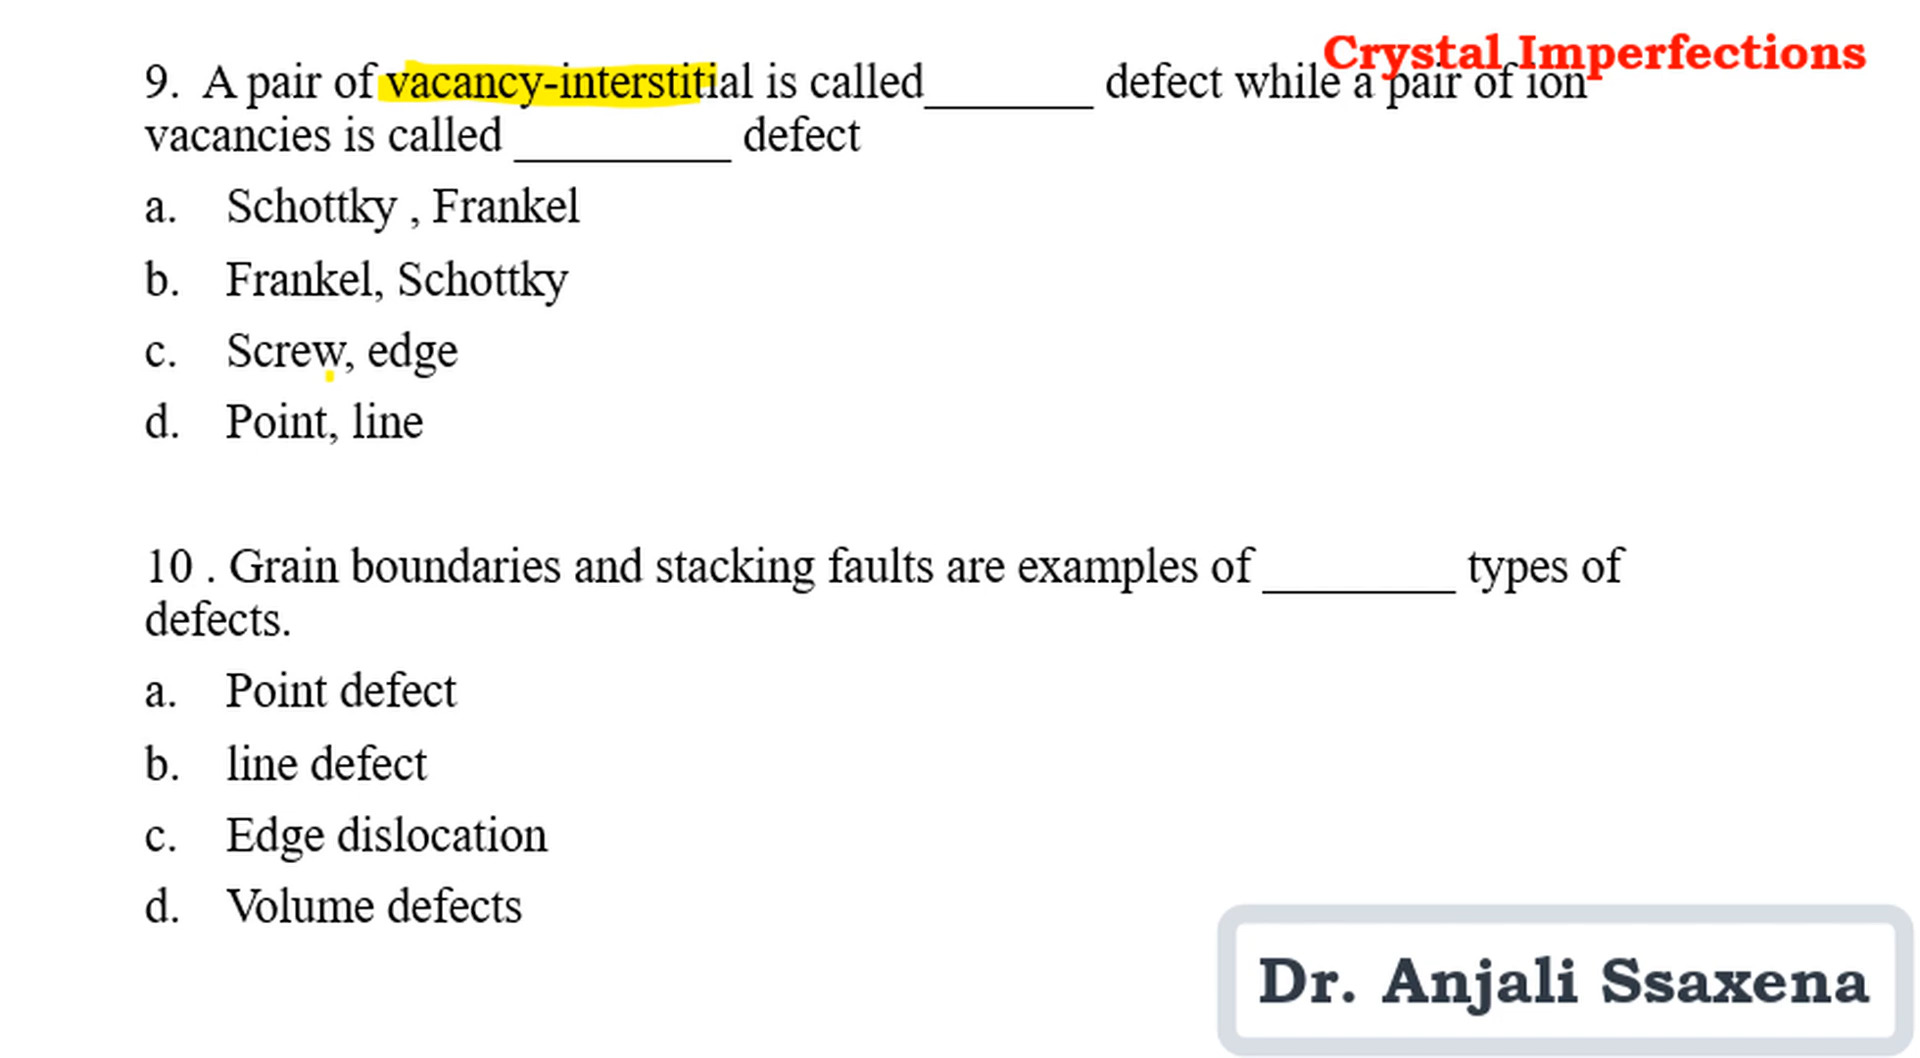 Crystal Imperfections
9. A pair of vacancy-interstitial is called_______ defect while a pair of ion
vacancies is called _________ defect
a. Schottky , Frankel
b. Frankel, Schottky
c. Screw, edge
d. Point, line
10 . Grain boundaries and stacking faults are examples of ________ types of
defects.
a. Point defect
b. line defect
c. Edge dislocation
d. Volume defects
Dr. Anjali Ssaxena